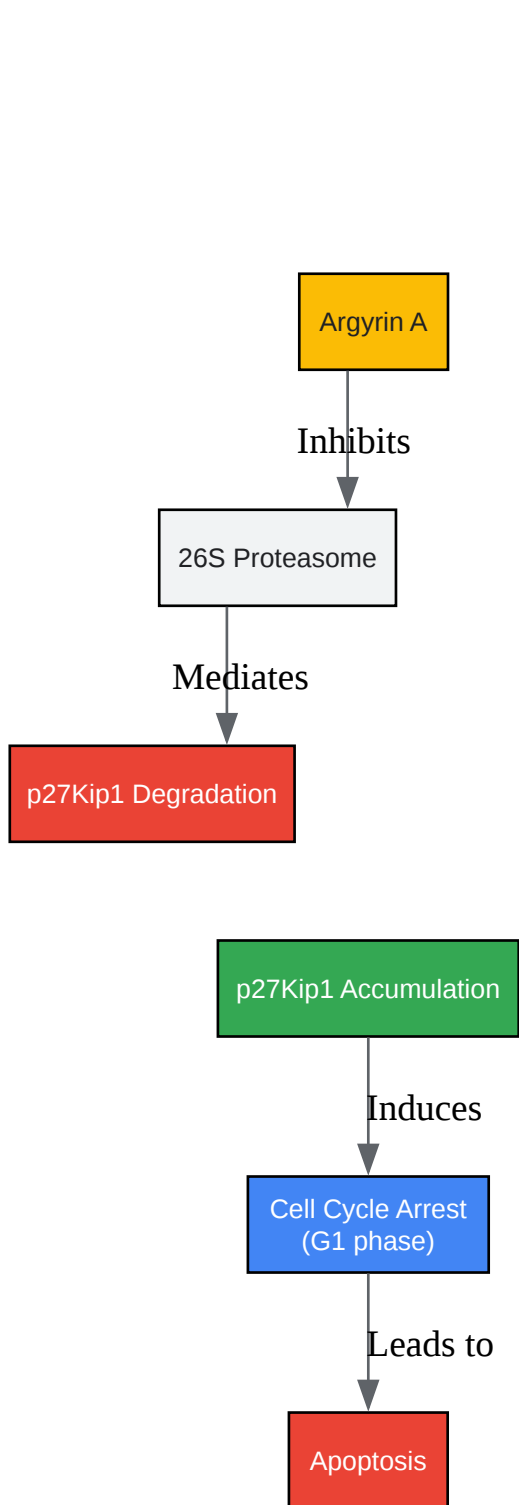 Argyrin A
Inhibits
26S Proteasome
Mediates
p27Kip1 Degradation
p27Kip1 Accumulation
Induces
Cell Cycle Arrest
(G1 phase)
Leads to
Apoptosis